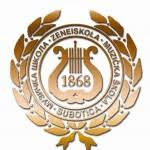 МУЗИЧКА ШКОЛА · ZENEISKOLA · MUZIČKA ŠKOLA
1868
· SUBOTICA ·